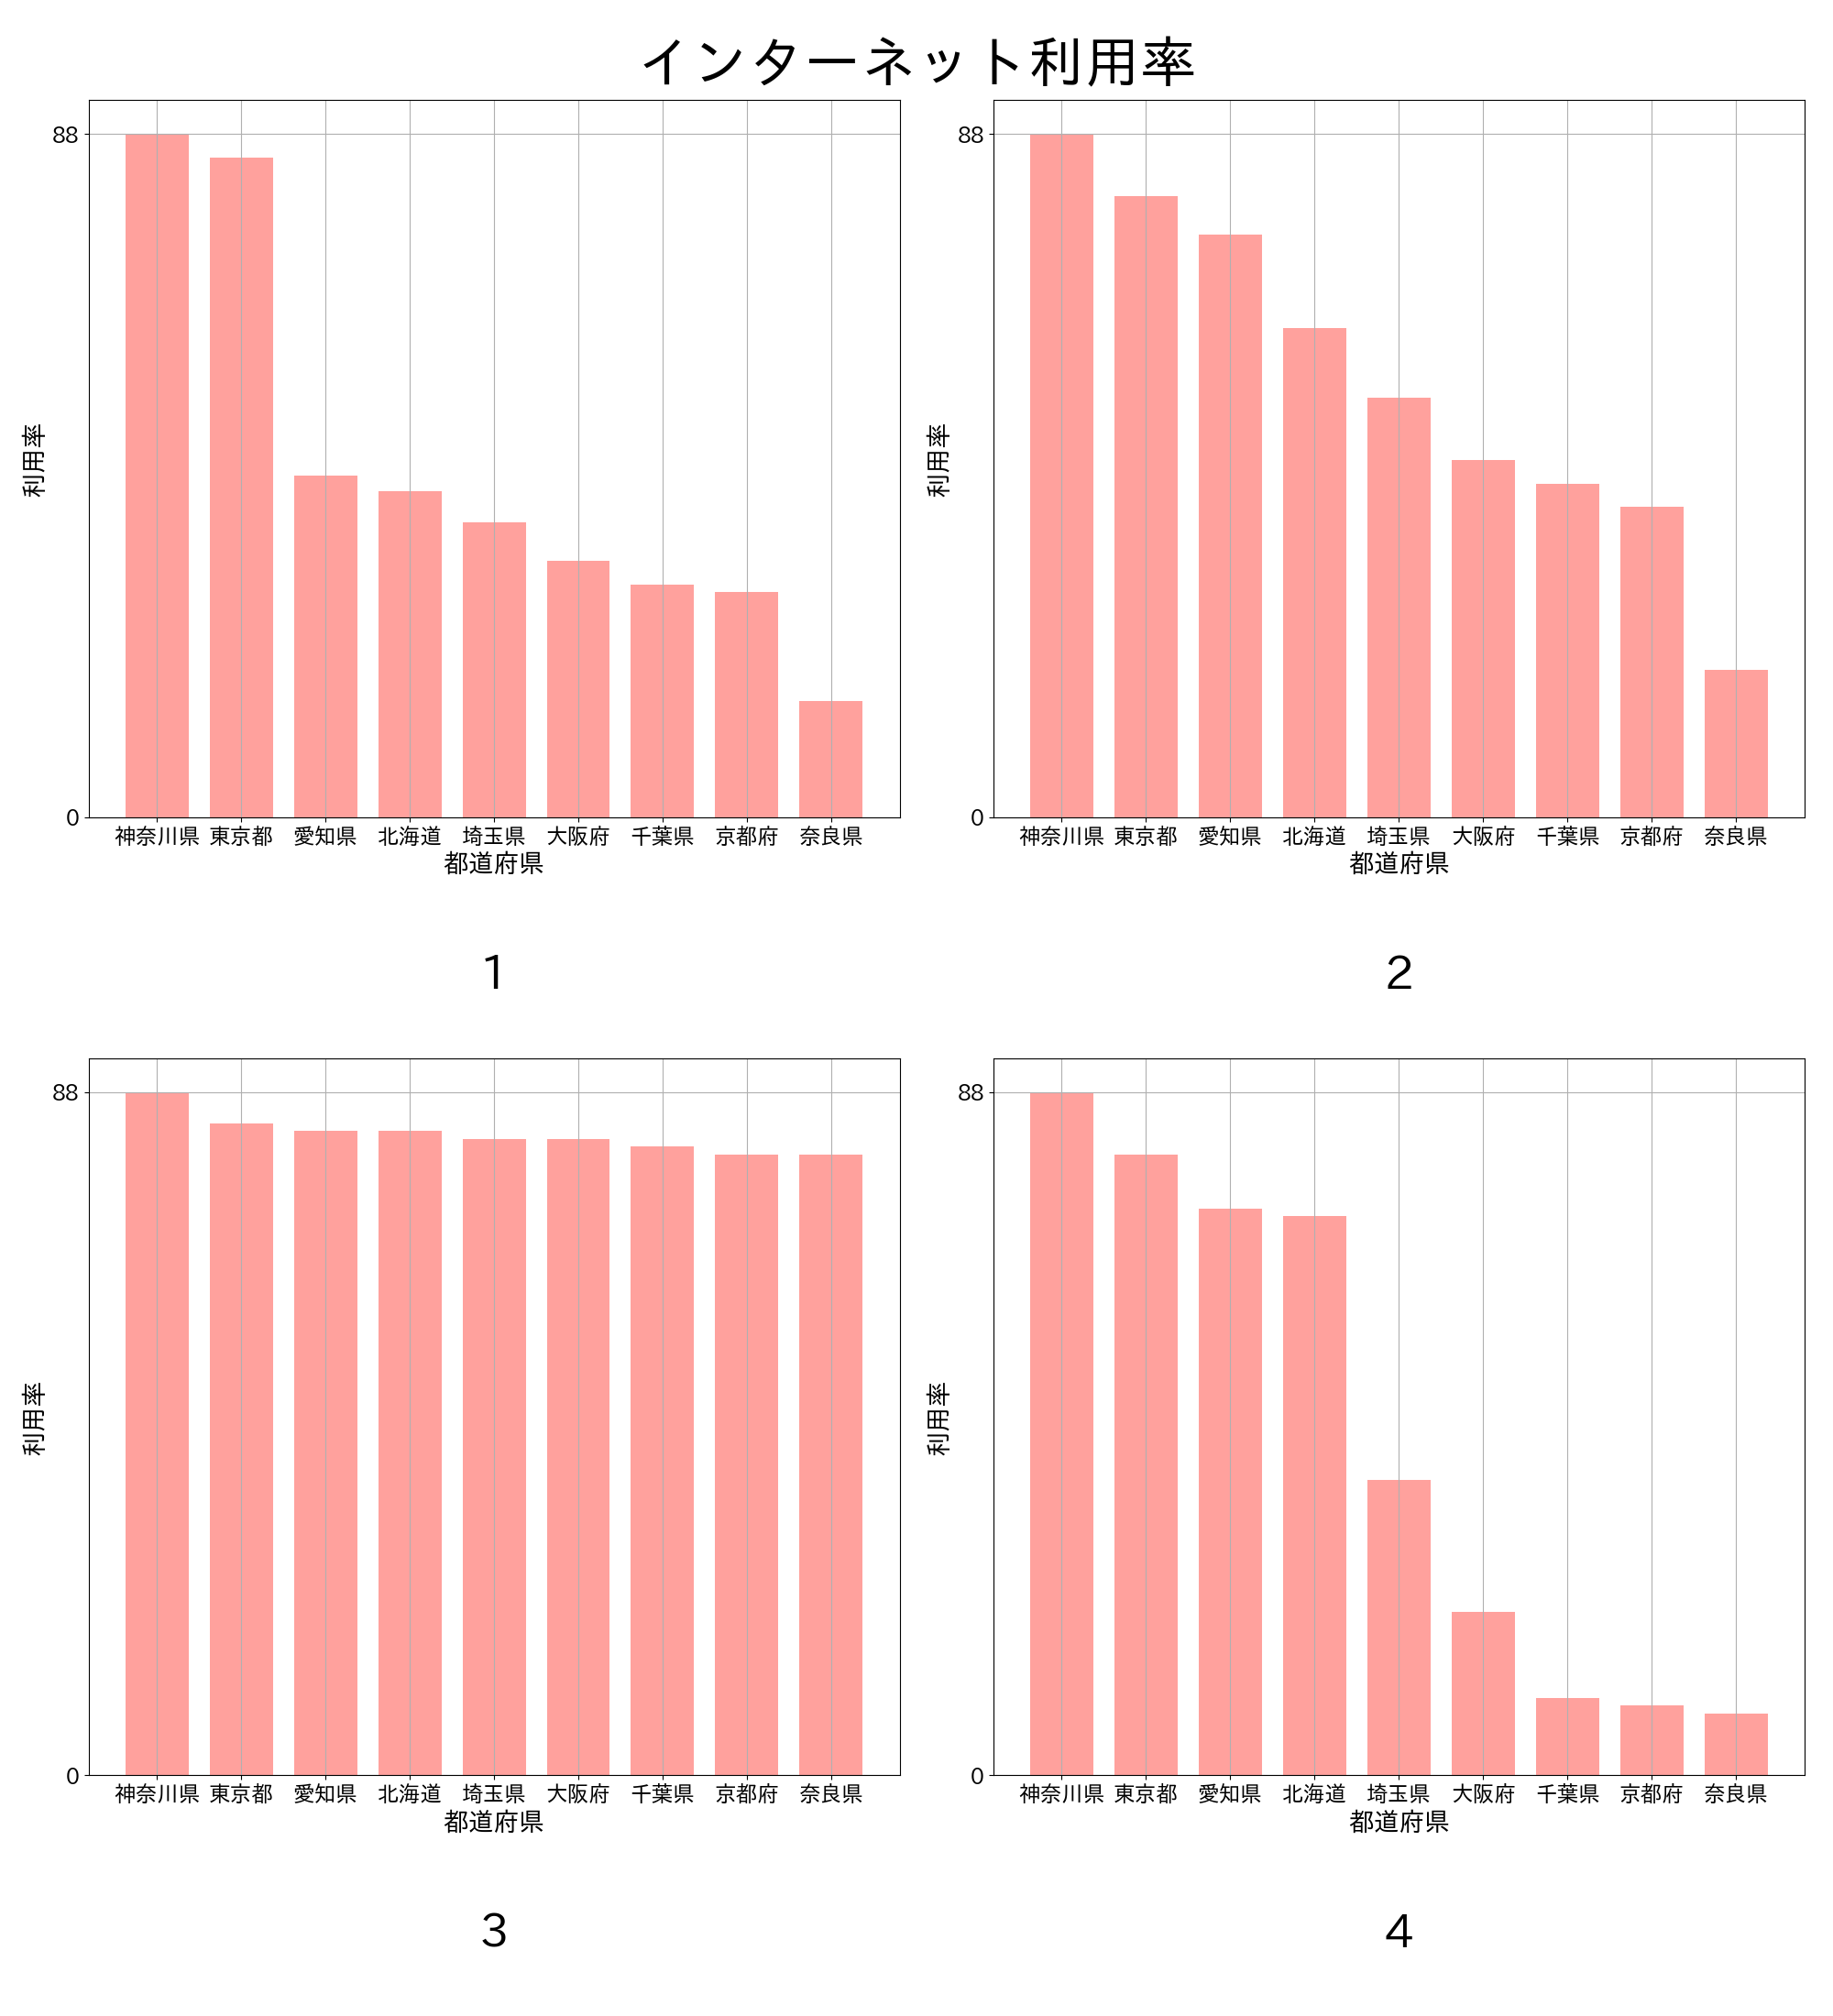 インターネット利用率
88
0
利用率
神奈川県 東京都 愛知県 北海道 埼玉県 大阪府 千葉県 京都府 奈良県
都道府県
1
88
0
利用率
神奈川県 東京都 愛知県 北海道 埼玉県 大阪府 千葉県 京都府 奈良県
都道府県
2
88
0
利用率
神奈川県 東京都 愛知県 北海道 埼玉県 大阪府 千葉県 京都府 奈良県
都道府県
3
88
0
利用率
神奈川県 東京都 愛知県 北海道 埼玉県 大阪府 千葉県 京都府 奈良県
都道府県
4